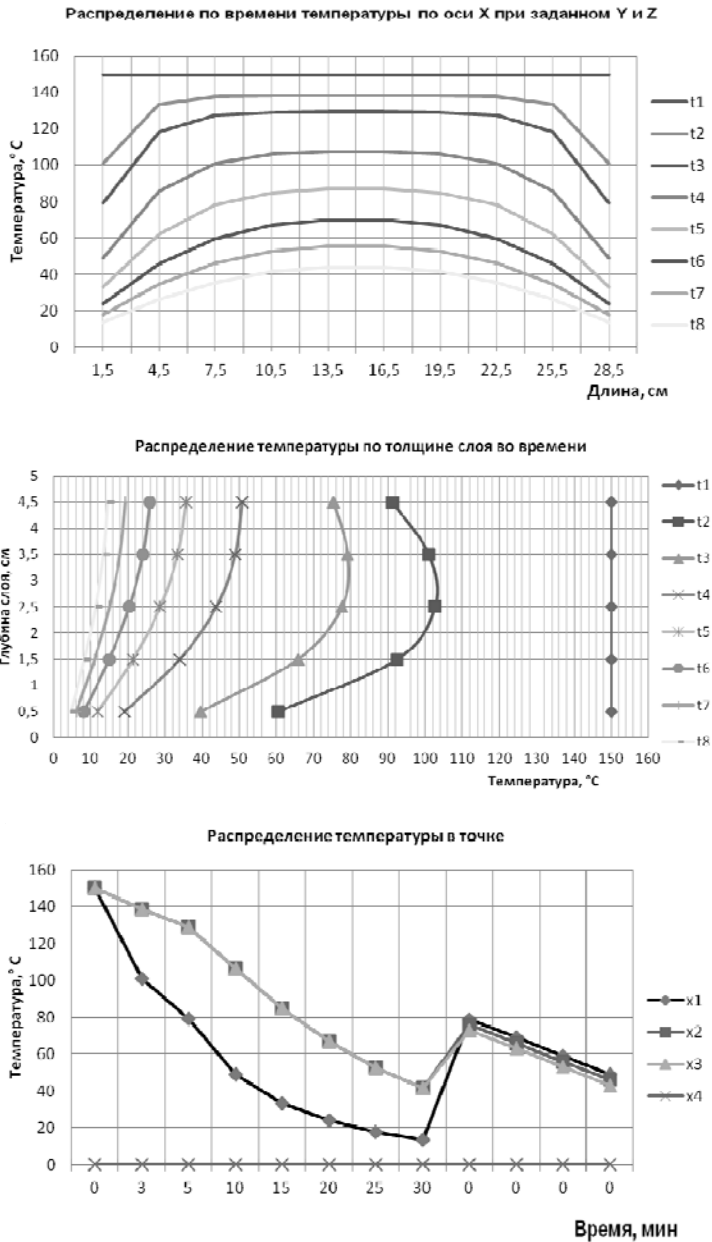 Распределение по времени температуры по оси X при заданном Y и Z
160
140
120
100
80
60
40
20
0
Температура,° С
1,5 4,5 7,5 10,5 13,5 16,5 19,5 22,5 25,5 28,5
Длина, см
t1
t2
t3
t4
t5
t6
t7
t8
Распределение температуры по толщине слоя во времени
5
4,5
4
3,5
3
2,5
2
1,5
1
0,5
0
Глубина слоя, см
0 10 20 30 40 50 60 70 80 90 100 110 120 130 140 150 160
Температура, °С
t1
t2
t3
t4
t5
t6
t7
t8
Распределение температуры в точке
160
140
120
100
80
60
40
20
0
Температура,° С
0 3 5 10 15 20 25 30 0 0 0 0
Время, мин
x1
x2
x3
x4